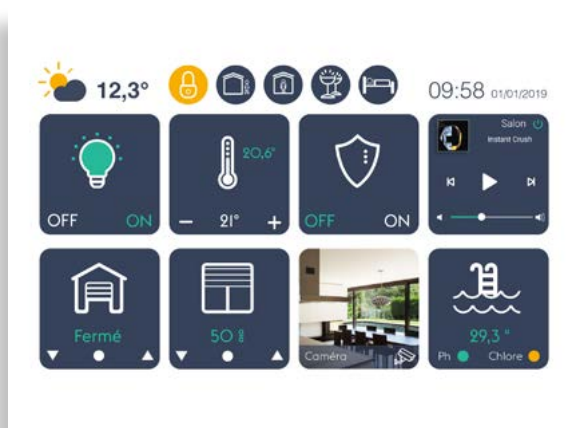 12,3°
09:58 01/01/2019
OFF ON
20,6°
− 21° +
OFF ON
Salon
Instant Crush
Fermé
50
Caméra
29,3 °
Ph Chlore